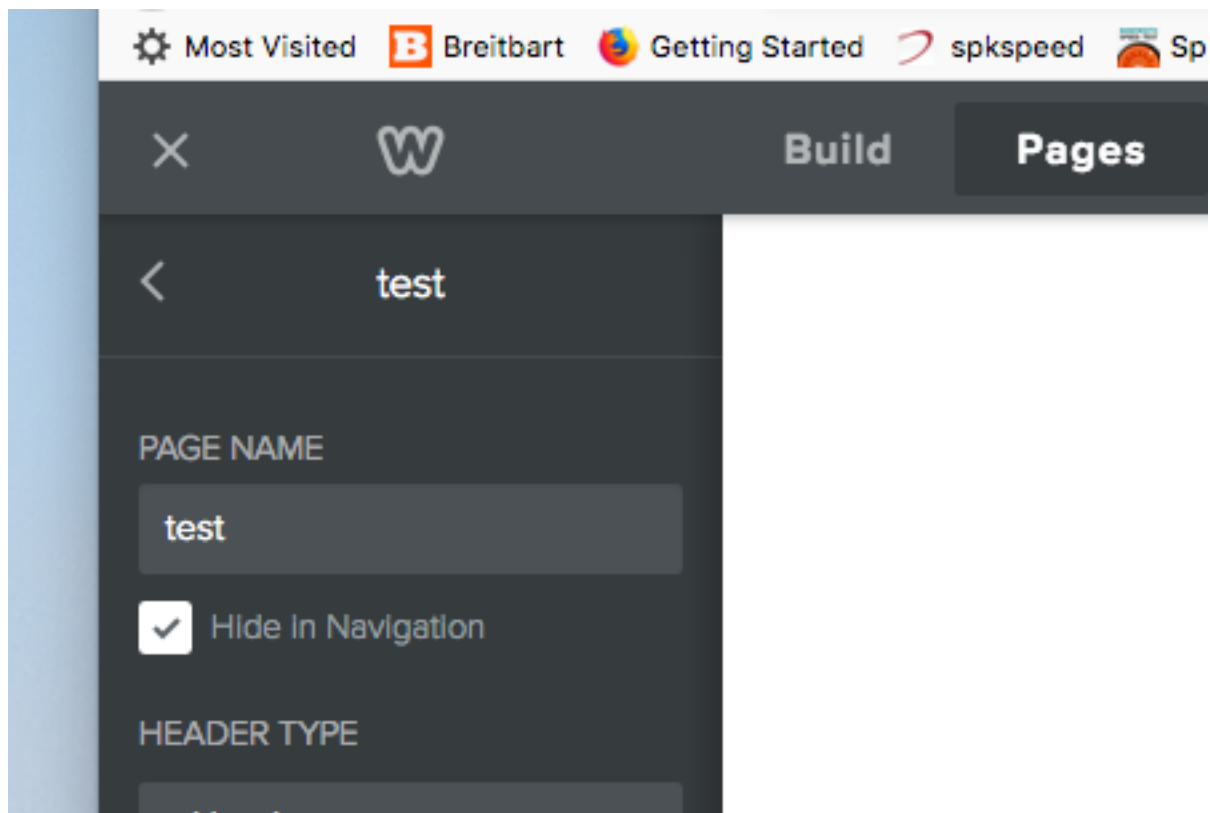 Most Visited Breitbart Getting Started spkspeed Sp
Build Pages
test
PAGE NAME
test
Hide in Navigation
HEADER TYPE